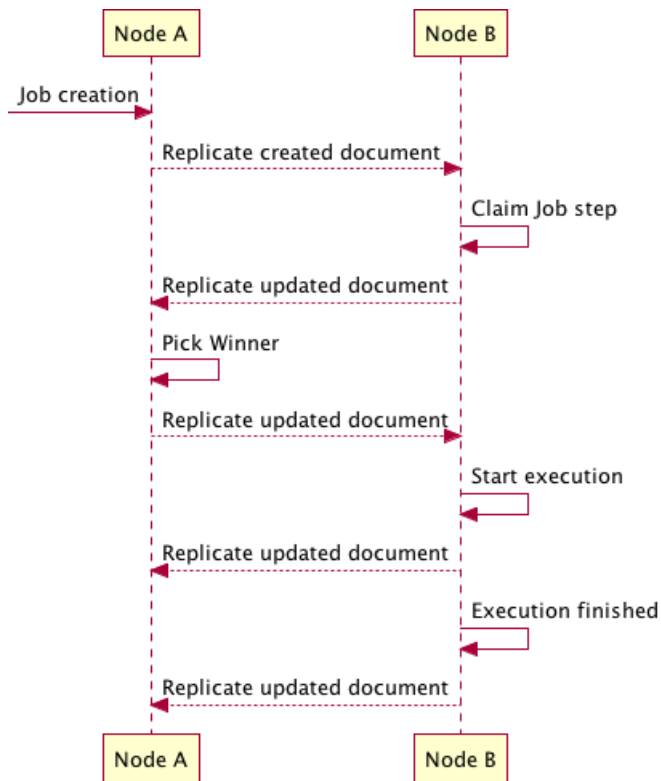 Node A
Node B
Job creation
Replicate created document
Claim Job step
Replicate updated document
Pick Winner
Replicate updated document
Start execution
Replicate updated document
Execution finished
Replicate updated document
Node A
Node B